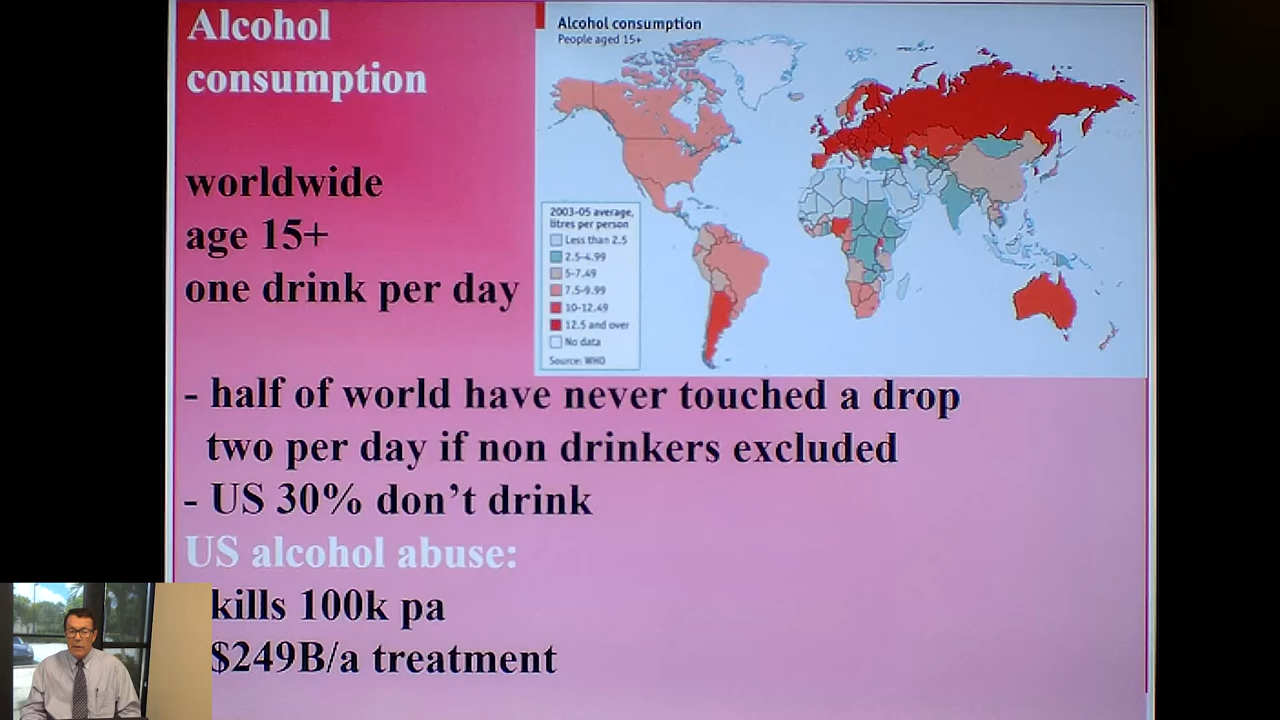 Alcohol
consumption
worldwide
age 15+
one drink per day
Alcohol consumption
People aged 15+
2003-05 average,
litres per person
Less than 2.5
2.5-4.99
5-7.49
7.5-9.99
10-12.49
12.5 and over
No data
Source: WHO
- half of world have never touched a drop
two per day if non drinkers excluded
- US 30% don't drink
US alcohol abuse:
kills 100k pa
$249B/a treatment